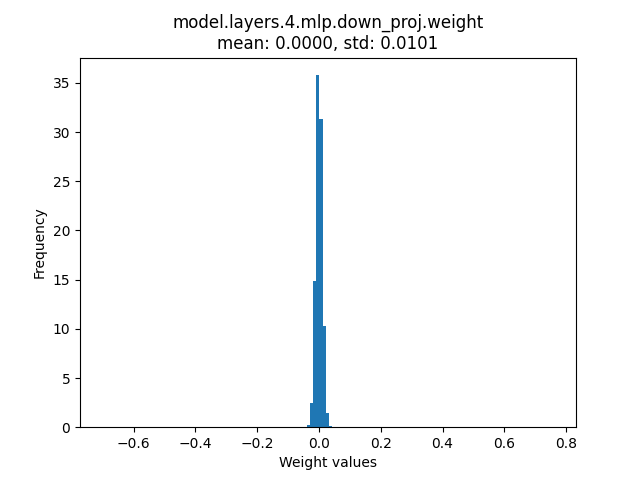 model.layers.4.mlp.down_proj.weight
mean: 0.0000, std: 0.0101
Frequency
35
30
25
20
15
10
5
0
−0.6 −0.4 −0.2 0.0 0.2 0.4 0.6 0.8
Weight values